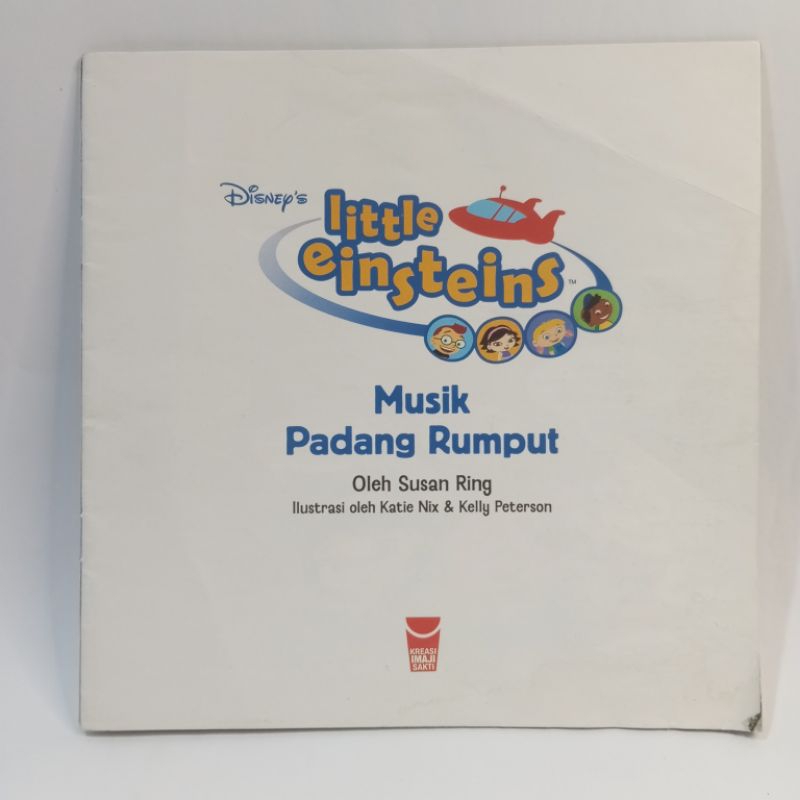 Disney's
little
einsteins ™
Musik
Padang Rumput
Oleh Susan Ring
Ilustrasi oleh Katie Nix & Kelly Peterson
KREASI
IMAJI
SAKTI